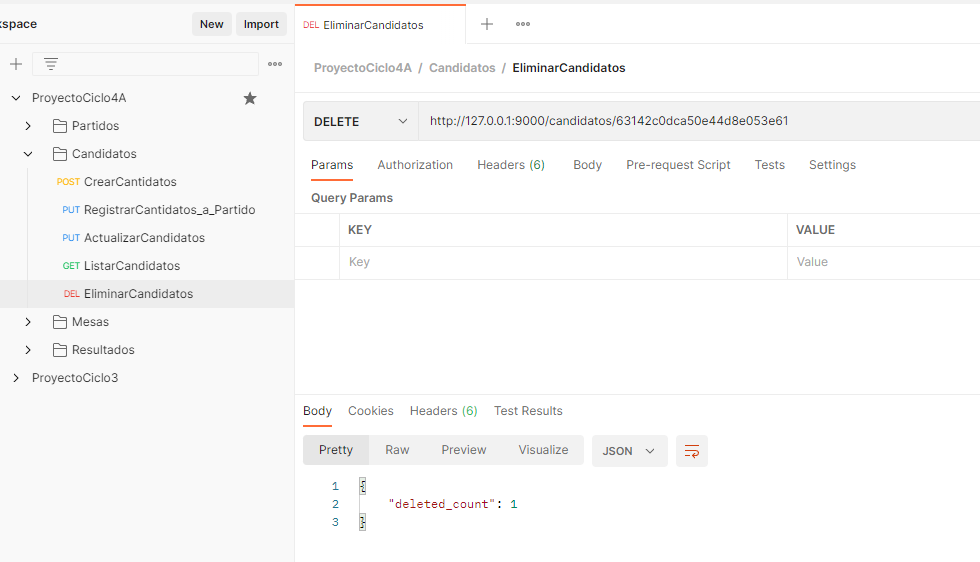 kspace
New
Import
ProyectoCiclo4A
Partidos
Candidatos
POST CrearCantidatos
PUT RegistrarCantidatos_a_Partido
PUT ActualizarCandidatos
GET ListarCandidatos
DEL EliminarCandidatos
Mesas
Resultados
ProyectoCiclo3
DEL EliminarCandidatos
ProyectoCiclo4A / Candidatos / EliminarCandidatos
DELETE
http://127.0.0.1:9000/candidatos/63142c0dca50e44d8e053e61
Params Authorization Headers (6) Body Pre-request Script Tests Settings
Query Params
KEY VALUE
Key Value
Body Cookies Headers (6) Test Results
Pretty Raw Preview Visualize JSON
1 {
2 "deleted_count": 1
3 }